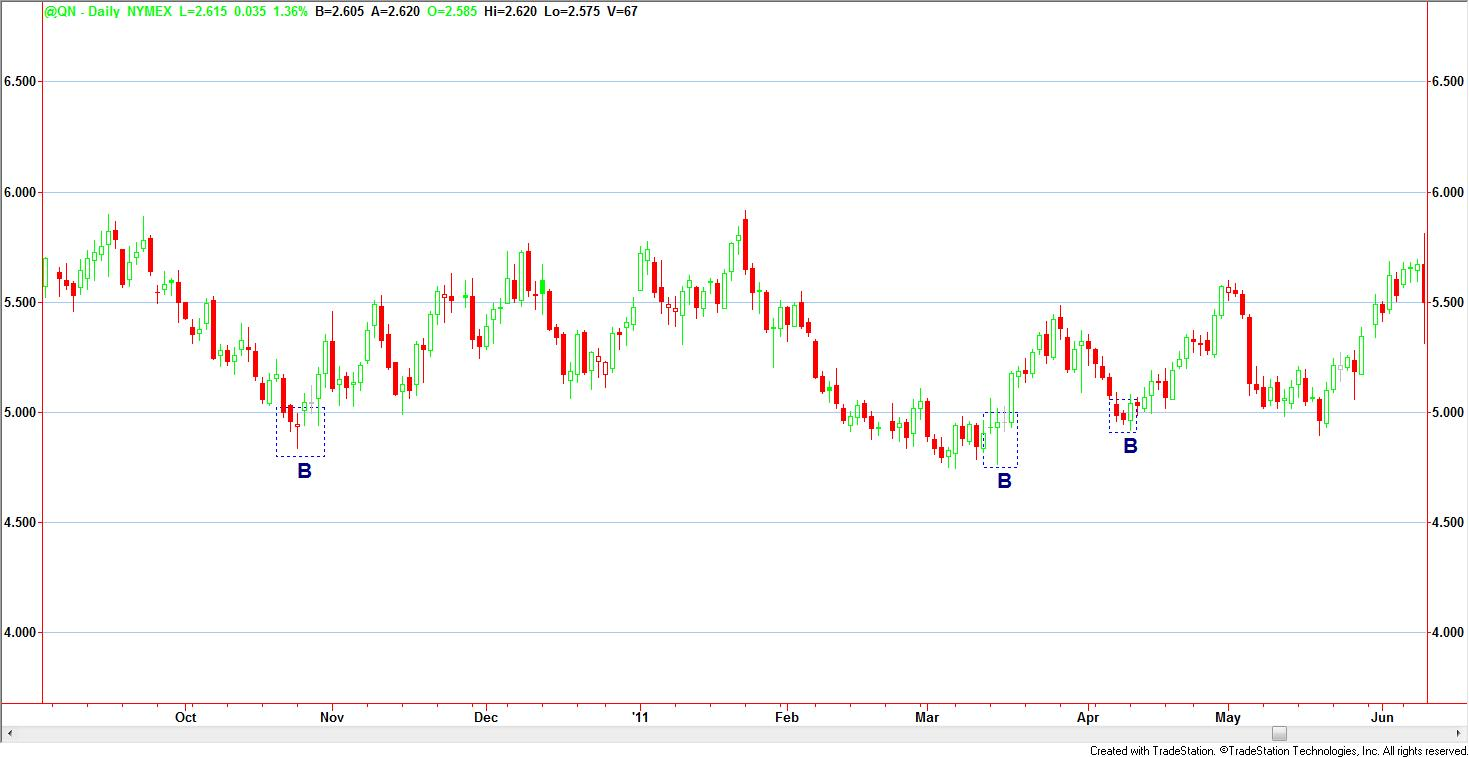 @QN - Daily NYMEX L=2.615 0.035 1.36% B=2.605 A=2.620 O=2.585 Hi=2.620 Lo=2.575 V=67
6.500 6.500
6.000 6.000
5.500 5.500
5.000 5.000
B
B
B
4.500 4.500
4.000 4.000
Oct Nov Dec '11 Feb Mar Apr May Jun
Created with TradeStation. ©TradeStation Technologies, Inc. All rights reserved.